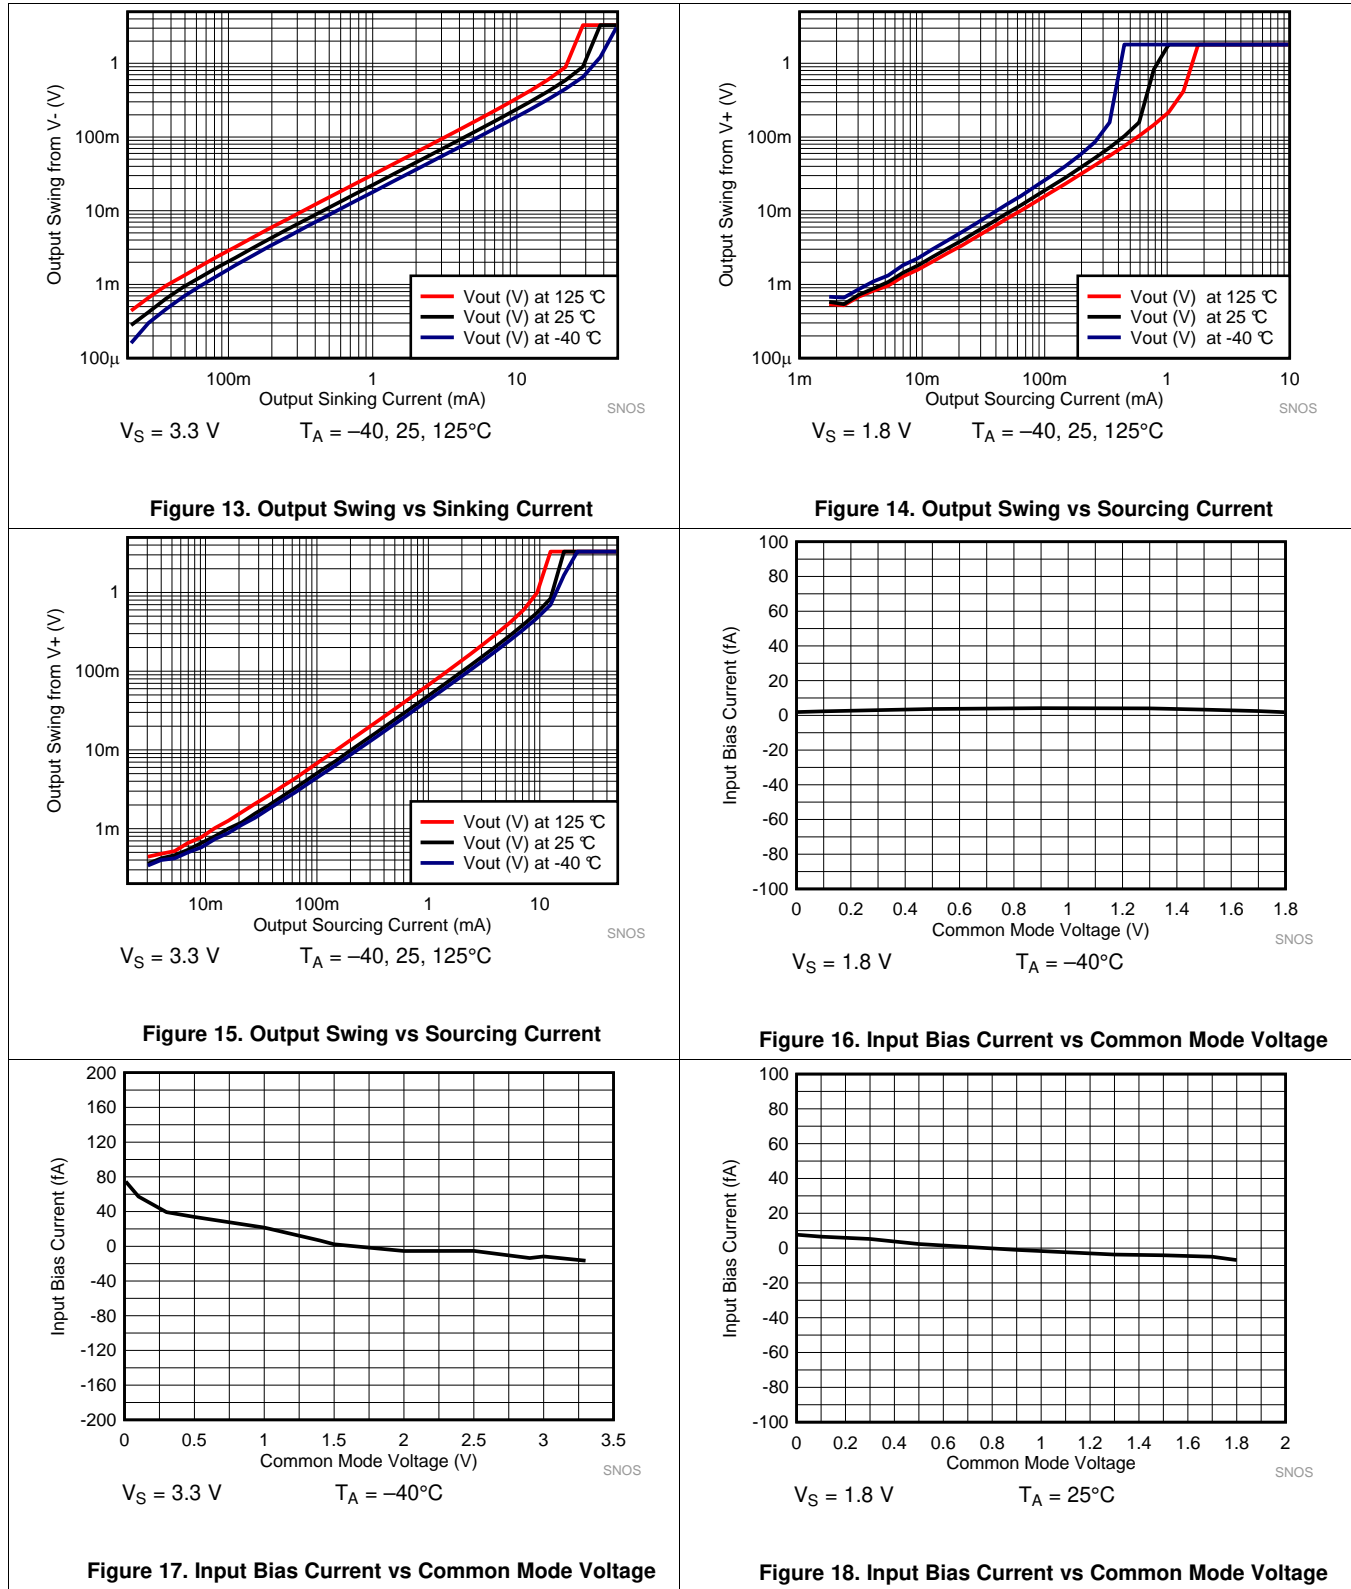 Output Swing from V- (V)
1
100m
10m
1m
100µ
Vout (V) at 125 °C
Vout (V) at 25 °C
Vout (V) at -40 °C
100m 1 10
Output Sinking Current (mA)
SNOS
VS = 3.3 V TA = –40, 25, 125°C
Figure 13. Output Swing vs Sinking Current
Output Swing from V+ (V)
1
100m
10m
1m
100µ
Vout (V) at 125 °C
Vout (V) at 25 °C
Vout (V) at -40 °C
1m 10m 100m 1 10
Output Sourcing Current (mA)
SNOS
VS = 1.8 V TA = –40, 25, 125°C
Figure 14. Output Swing vs Sourcing Current
Output Swing from V+ (V)
1
100m
10m
1m
Vout (V) at 125 °C
Vout (V) at 25 °C
Vout (V) at -40 °C
10m 100m 1 10
Output Sourcing Current (mA)
SNOS
VS = 3.3 V TA = –40, 25, 125°C
Figure 15. Output Swing vs Sourcing Current
Input Bias Current (fA)
100
80
60
40
20
0
-20
-40
-60
-80
-100
0 0.2 0.4 0.6 0.8 1 1.2 1.4 1.6 1.8
Common Mode Voltage (V)
SNOS
VS = 1.8 V TA = –40°C
Figure 16. Input Bias Current vs Common Mode Voltage
Input Bias Current (fA)
200
160
120
80
40
0
-40
-80
-120
-160
-200
0 0.5 1 1.5 2 2.5 3 3.5
Common Mode Voltage (V)
SNOS
VS = 3.3 V TA = –40°C
Figure 17. Input Bias Current vs Common Mode Voltage
Input Bias Current (fA)
100
80
60
40
20
0
-20
-40
-60
-80
-100
0 0.2 0.4 0.6 0.8 1 1.2 1.4 1.6 1.8 2
Common Mode Voltage
SNOS
VS = 1.8 V TA = 25°C
Figure 18. Input Bias Current vs Common Mode Voltage